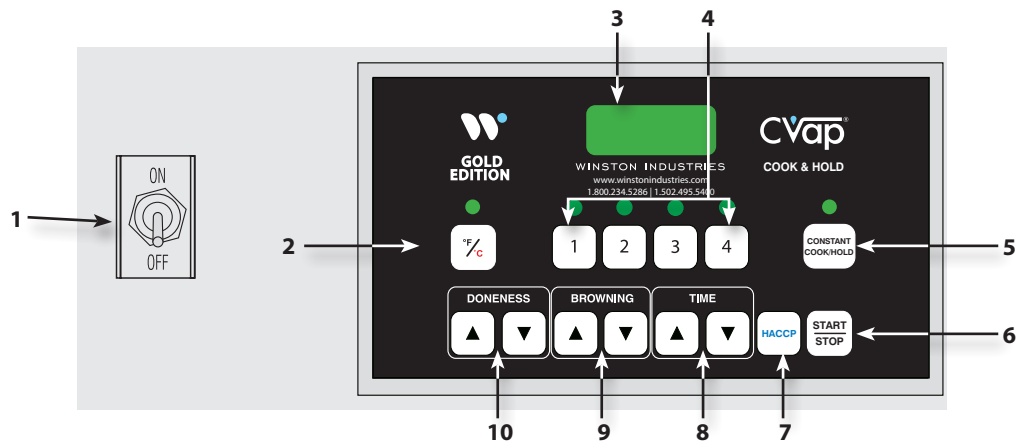 3
4
GOLD
EDITION
WINSTON INDUSTRIES
www.winstonindustries.com
1.800.234.5286 | 1.502.495.5400
CVap®
COOK & HOLD
1
ON
OFF
2
°F/C
1
2
3
4
CONSTANT
COOK/HOLD
5
DONENESS
BROWNING
TIME
HACCP
START
STOP
6
10
9
8
7